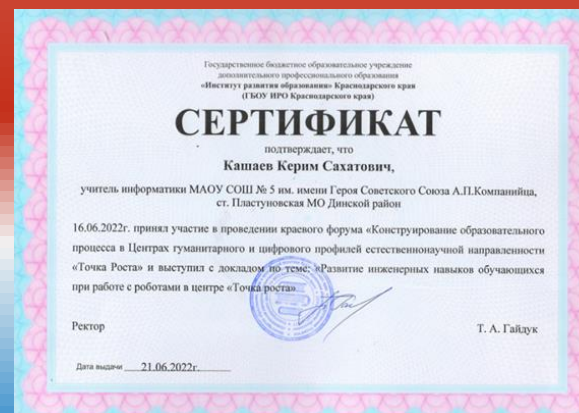 Государственное бюджетное образовательное учреждение
дополнительного профессионального образования
«Институт развития образования» Краснодарского края
(ГБОУ ИРО Краснодарского края)
СЕРТИФИКАТ
подтверждает, что
Кашаев Керим Сахатович,
учитель информатики МАОУ СОШ № 5 им. имени Героя Советского Союза А.П.Компанийца,
ст. Пластуновская МО Динской район
16.06.2022г. принял участие в проведении краевого форума «Конструирование образовательного
процесса в Центрах гуманитарного и цифрового профилей естественнонаучной направленности
«Точка Роста» и выступил с докладом по теме: «Развитие инженерных навыков обучающихся
при работе с роботами в центре «Точка роста»
Ректор Т. А. Гайдук
Дата выдачи 21.06.2022г.